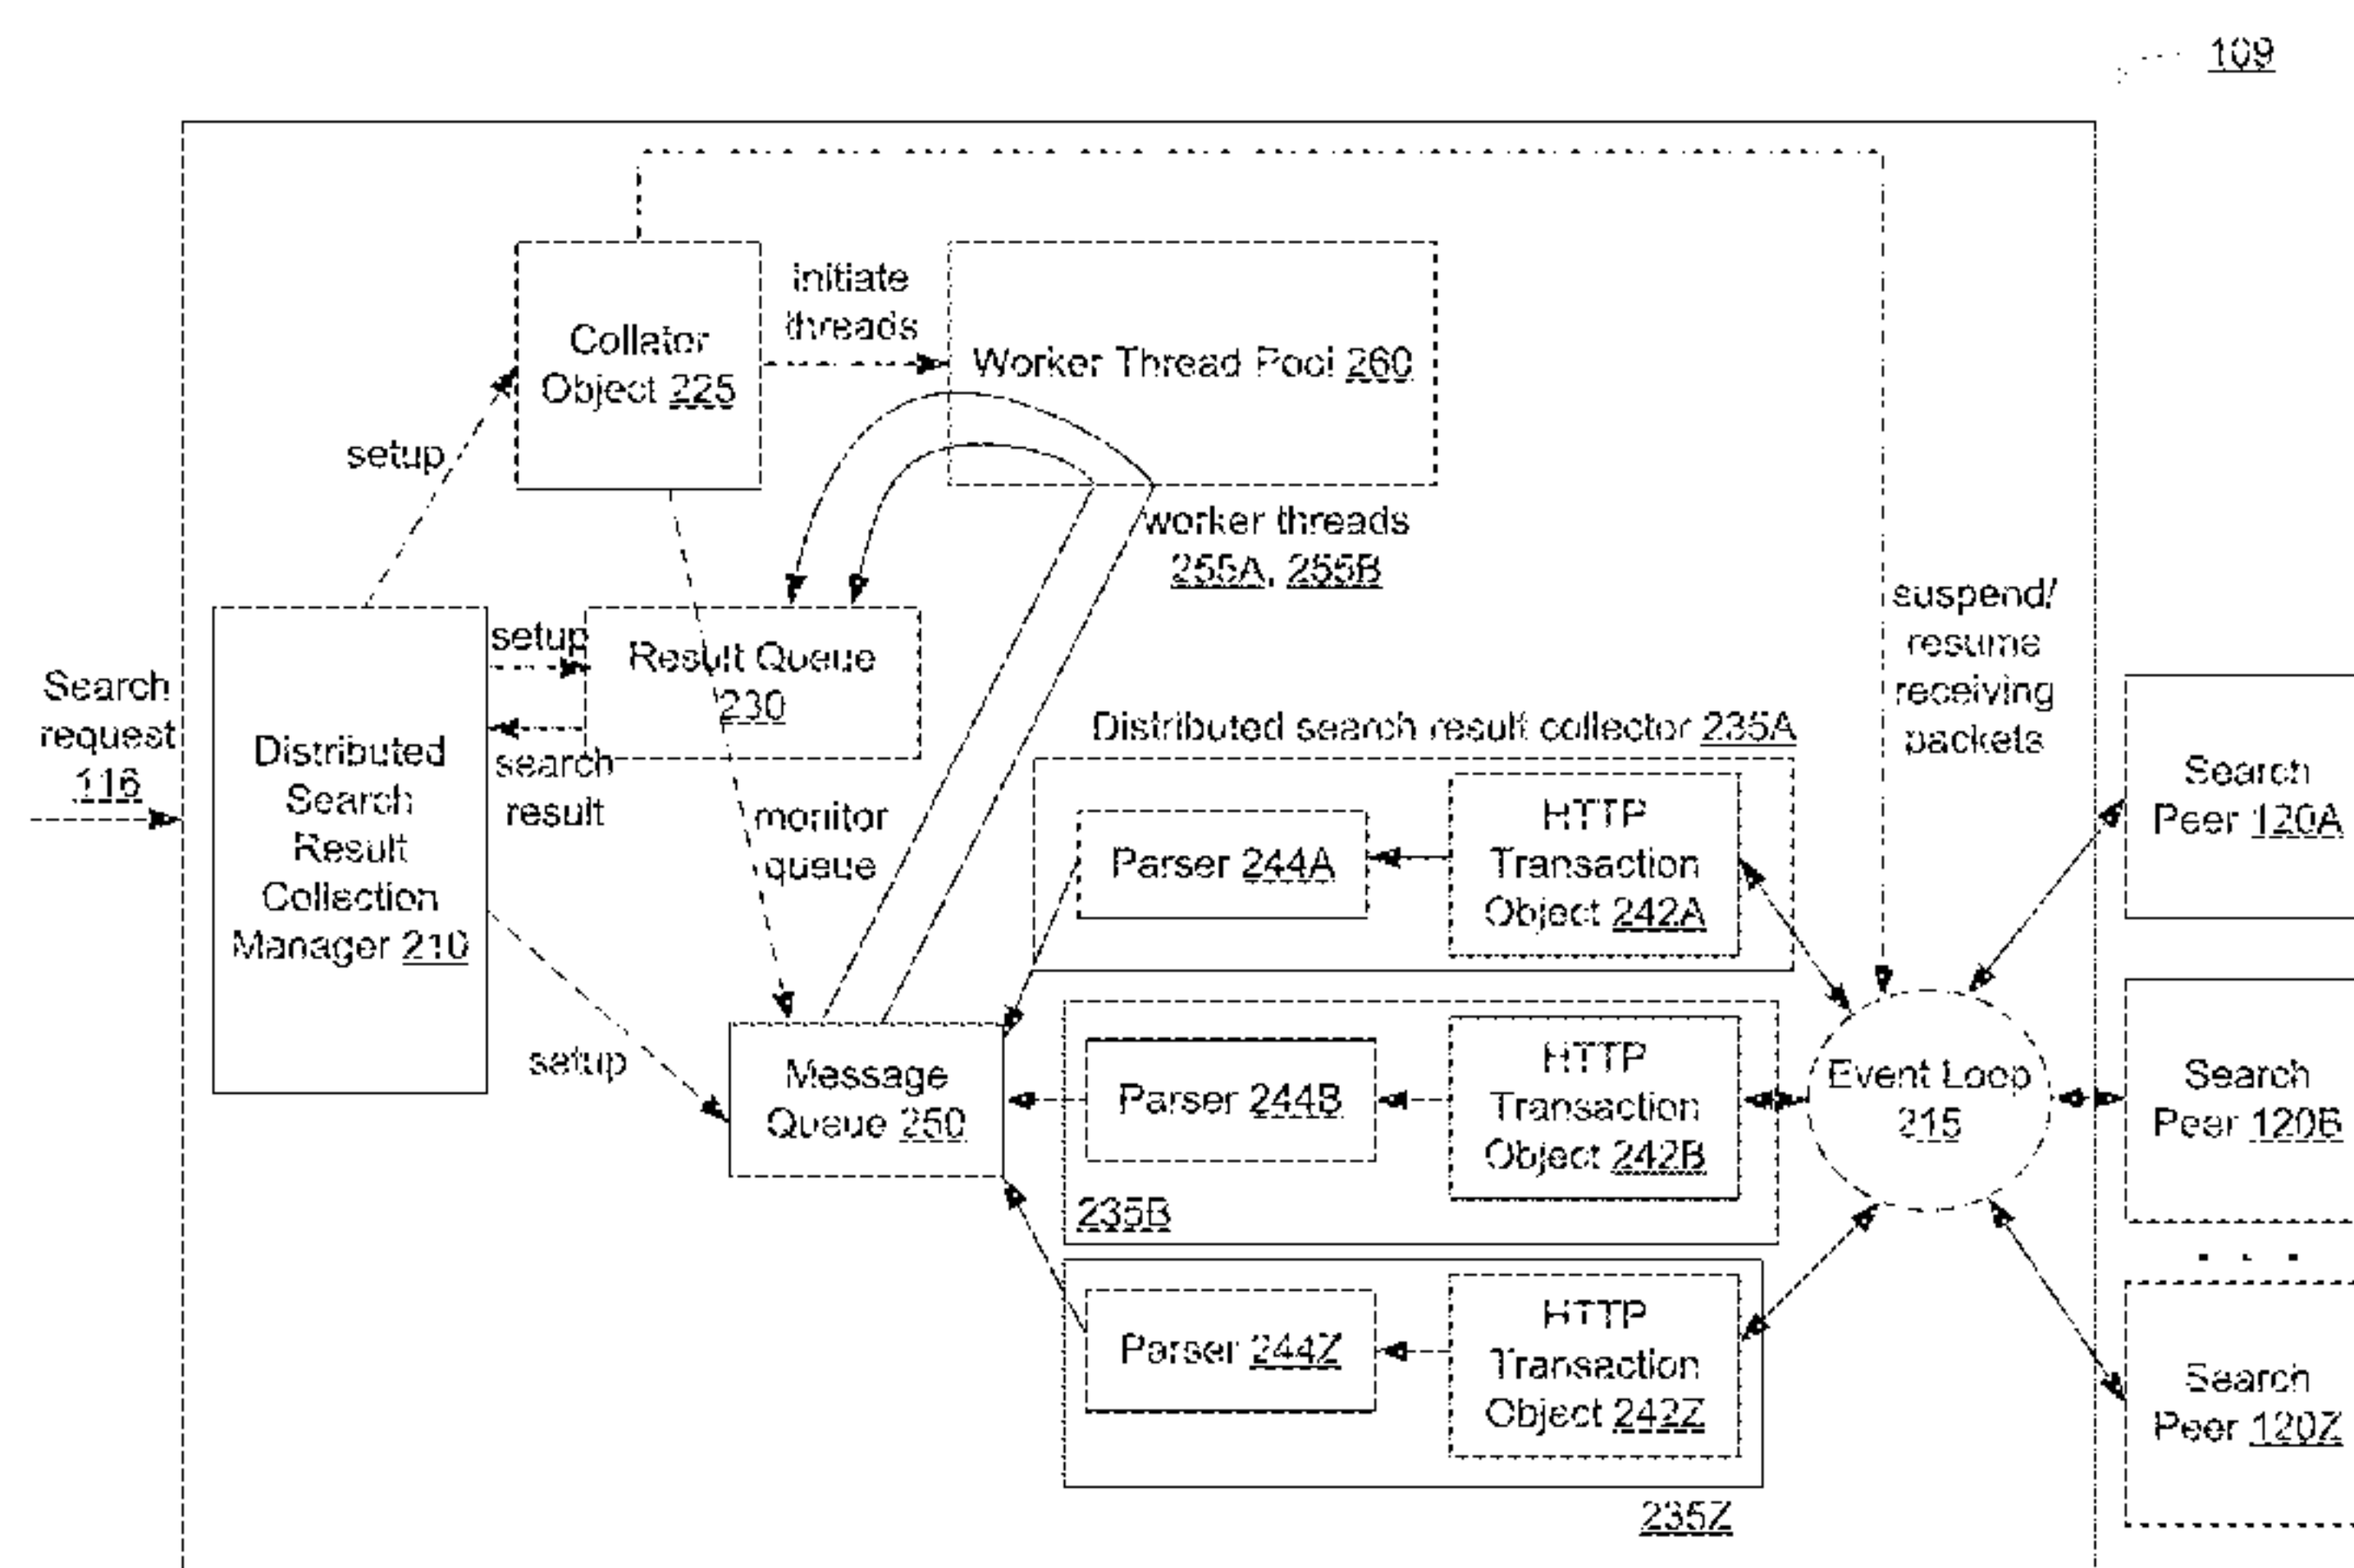 109
initiate
threads
Collator
Object 225
Worker Thread Pool 260
setup
worker threads
255A, 255B
suspend/
resume
receiving
packets
setup
Result Queue
230
Search
request
116
search
result
Distributed
Search
Result
Collection
Manager 210
monitor
queue
Distributed search result collector 235A
Parser 244A
HTTP
Transaction
Object 242A
Search
Peer 120A
setup
Message
Queue 250
Parser 244B
HTTP
Transaction
Object 242B
235B
Event Loop
215
Search
Peer 120B
. . .
Parser 244Z
HTTP
Transaction
Object 242Z
235Z
Search
Peer 120Z